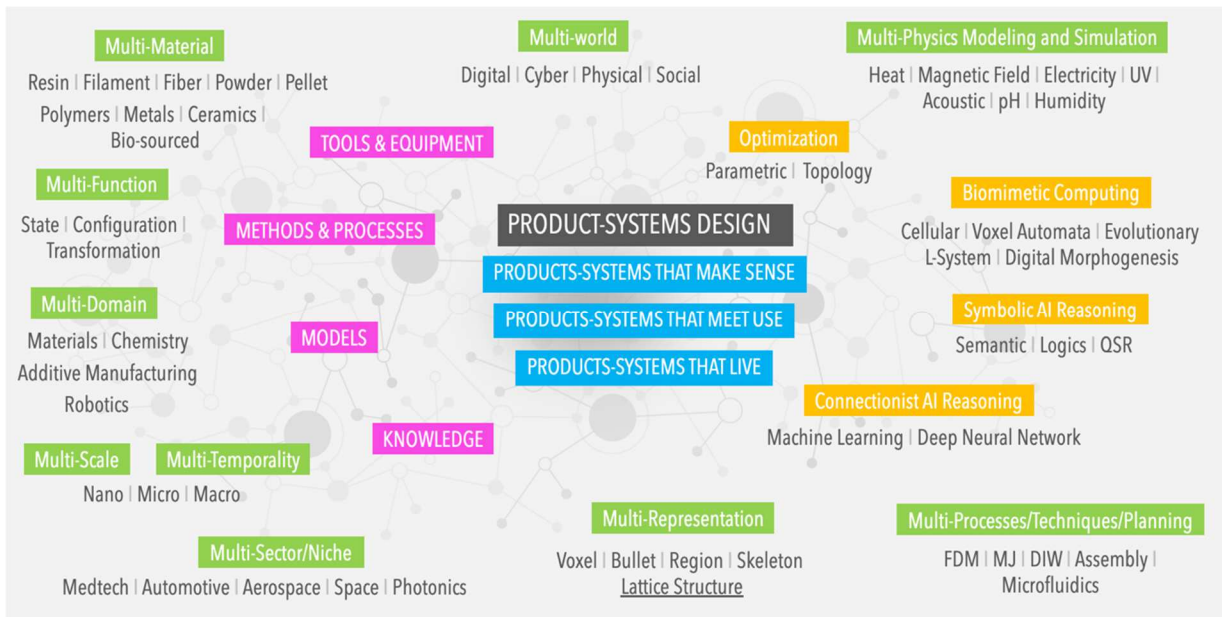 Multi-Material
Resin | Filament | Fiber | Powder | Pellet
Polymers | Metals | Ceramics |
Bio-sourced
Multi-world
Digital | Cyber | Physical | Social
Multi-Physics Modeling and Simulation
Heat | Magnetic Field | Electricity | UV |
Acoustic | pH | Humidity
TOOLS & EQUIPMENT
Optimization
Parametric | Topology
Multi-Function
State | Configuration |
Transformation
METHODS & PROCESSES
PRODUCT-SYSTEMS DESIGN
PRODUCTS-SYSTEMS THAT MAKE SENSE
PRODUCTS-SYSTEMS THAT MEET USE
PRODUCTS-SYSTEMS THAT LIVE
Biomimetic Computing
Cellular | Voxel Automata | Evolutionary
L-System | Digital Morphogenesis
Multi-Domain
Materials | Chemistry
Additive Manufacturing
Robotics
MODELS
Symbolic AI Reasoning
Semantic | Logics | QSR
Connectionist AI Reasoning
Machine Learning | Deep Neural Network
KNOWLEDGE
Multi-Scale
Multi-Temporality
Nano | Micro | Macro
Multi-Sector/Niche
Medtech | Automotive | Aerospace | Space | Photonics
Multi-Representation
Voxel | Bullet | Region | Skeleton
Lattice Structure
Multi-Processes/Techniques/Planning
FDM | MJ | DIW | Assembly |
Microfluidics